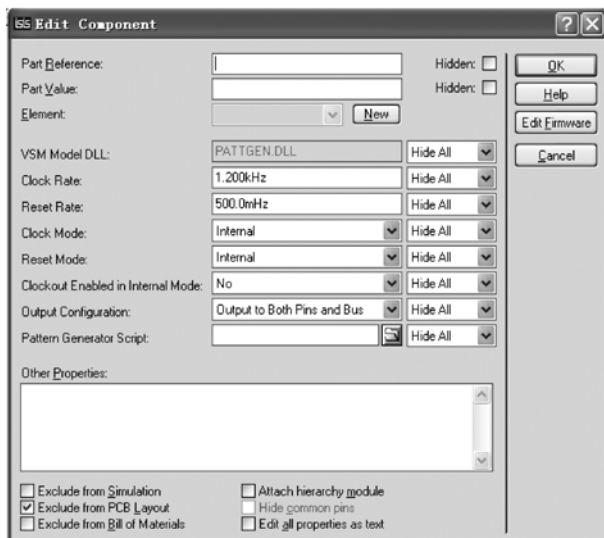 ISIS Edit Component
Part Reference:
Hidden:
OK
Part Value:
Hidden:
Help
Element:
New
Edit Firmware
VSM Model DLL:
PATTGEN.DLL
Hide All
Cancel
Clock Rate:
1.200kHz
Hide All
Reset Rate:
500.0mHz
Hide All
Clock Mode:
Internal
Hide All
Reset Mode:
Internal
Hide All
Clockout Enabled in Internal Mode:
No
Hide All
Output Configuration:
Output to Both Pins and Bus
Hide All
Pattern Generator Script:
Hide All
Other Properties:
Exclude from Simulation
Attach hierarchy module
Exclude from PCB Layout
Hide common pins
Exclude from Bill of Materials
Edit all properties as text